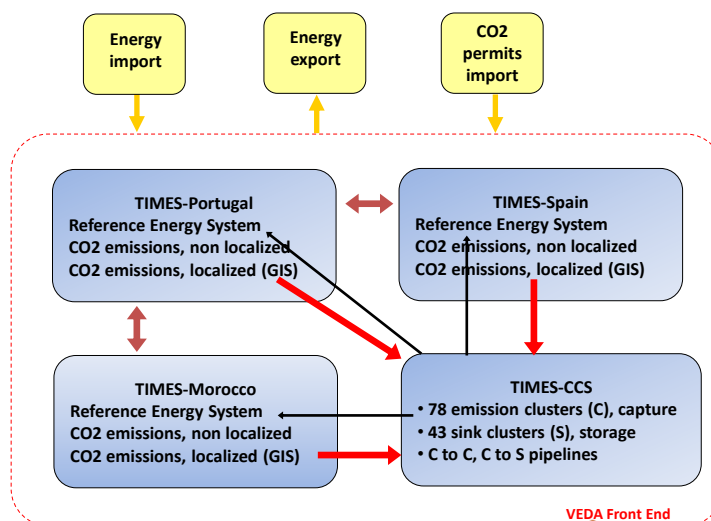 Energy
import
Energy
export
CO2
permits
import
TIMES-Portugal
Reference Energy System
CO2 emissions, non localized
CO2 emissions, localized (GIS)
TIMES-Spain
Reference Energy System
CO2 emissions, non localized
CO2 emissions, localized (GIS)
TIMES-Morocco
Reference Energy System
CO2 emissions, non localized
CO2 emissions, localized (GIS)
TIMES-CCS
• 78 emission clusters (C), capture
• 43 sink clusters (S), storage
• C to C, C to S pipelines
VEDA Front End